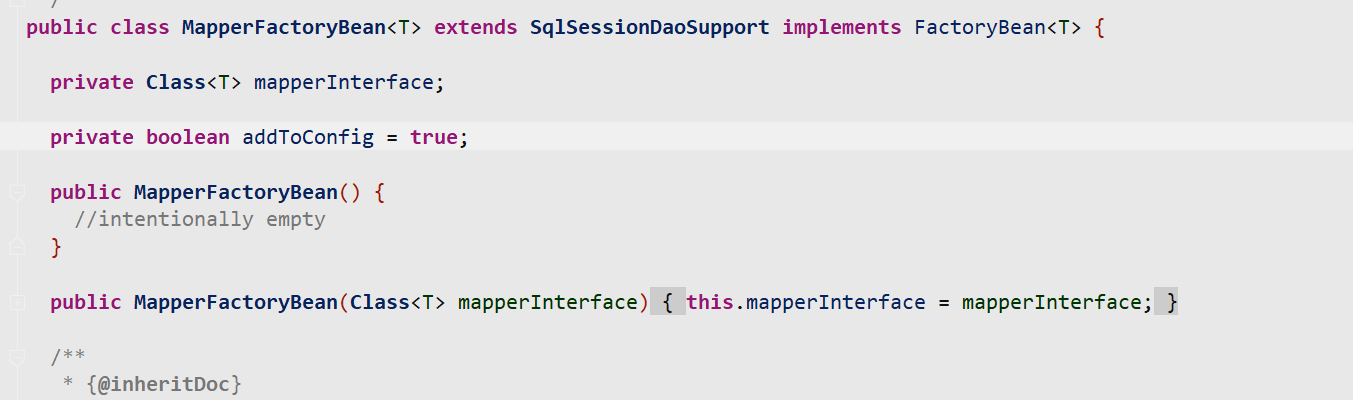 /
public class MapperFactoryBean<T> extends SqlSessionDaoSupport implements FactoryBean<T> {
private Class<T> mapperInterface;
private boolean addToConfig = true;
public MapperFactoryBean() {
//intentionally empty
}
public MapperFactoryBean(Class<T> mapperInterface) { this.mapperInterface = mapperInterface; }
/**
* {@inheritDoc}